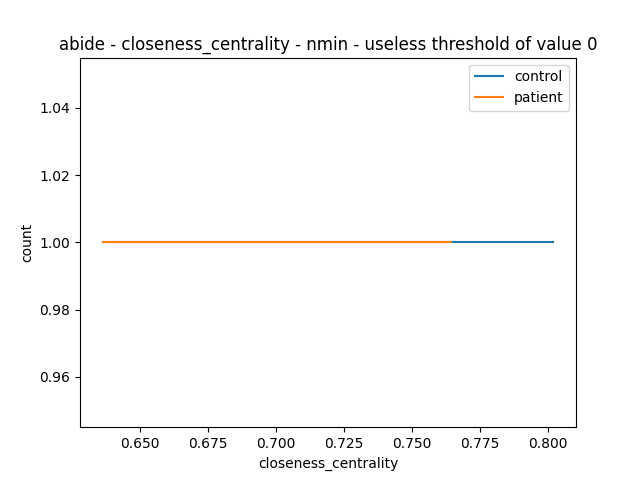 abide - closeness_centrality - nmin - useless threshold of value 0
control
patient
1.04
1.02
1.00
0.98
0.96
count
0.650 0.675 0.700 0.725 0.750 0.775 0.800
closeness_centrality